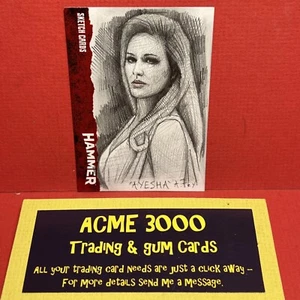 SKETCH CARDS
HAMMER
"AYESHA"
ACME 3000
Trading & Gum Cards
All your trading card needs are just a click away –
For more details send me a message.